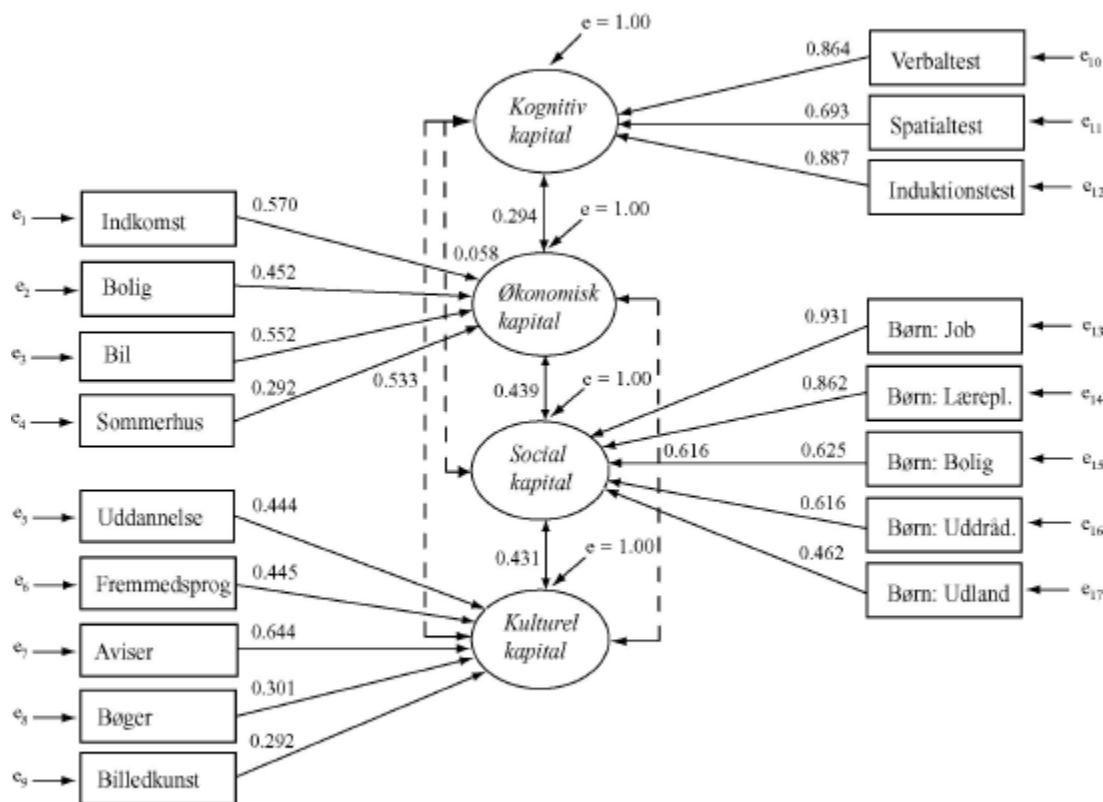 e = 1.00
Kognitiv
kapital
0.864
Verbaltest
e10
0.693
Spatialtest
e11
0.887
Induktionstest
e12
0.294
e = 1.00
e1
Indkomst
0.570
0.058
e2
Bolig
0.452
e3
Bil
0.552
e4
Sommerhus
0.292
0.533
Økonomisk
kapital
0.439
e = 1.00
0.931
Børn: Job
e13
0.862
Børn: Lærepl.
e14
Social
kapital
0.616
0.625
Børn: Bolig
e15
0.616
Børn: Uddråd.
e16
0.462
Børn: Udland
e17
0.431
e = 1.00
e5
Uddannelse
0.444
e6
Fremmedsprog
0.445
e7
Aviser
0.644
e8
Bøger
0.301
e9
Billedkunst
0.292
Kulturel
kapital